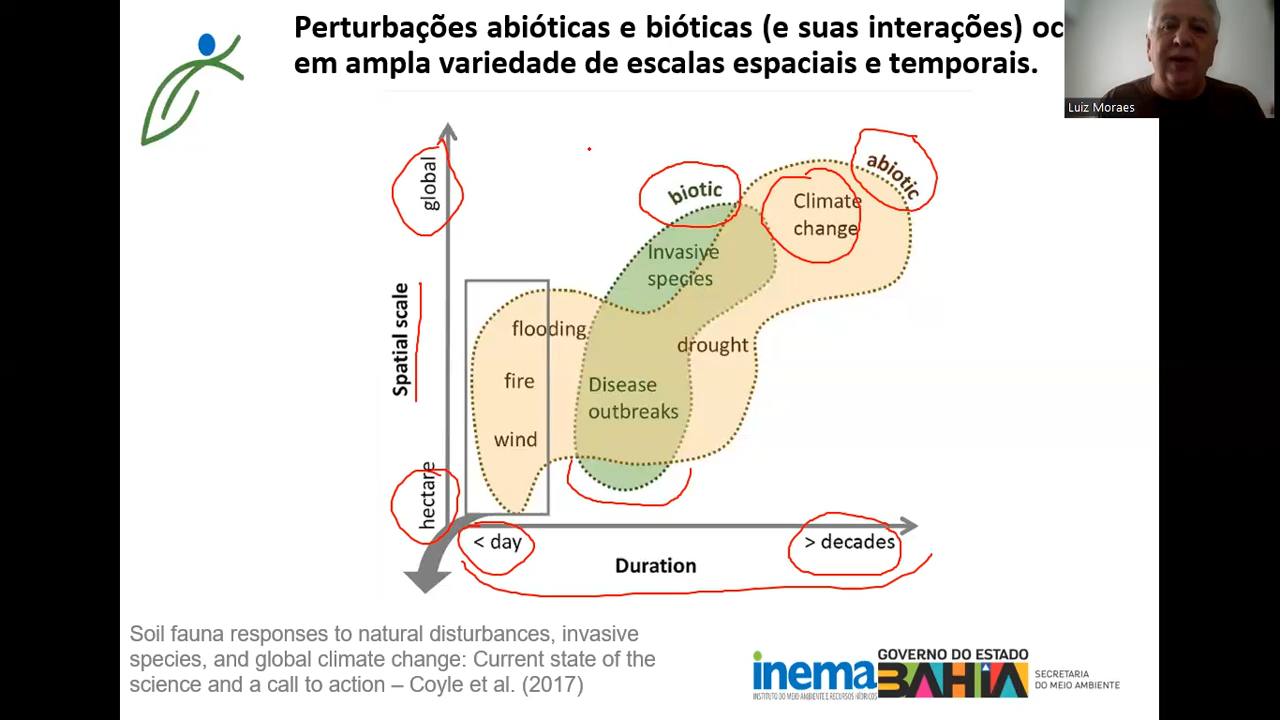 Perturbações abióticas e bióticas (e suas interações) oc
em ampla variedade de escalas espaciais e temporais.
Luiz Moraes
global
Spatial scale
hectare
biotic
abiotic
Climate
change
Invasive
species
flooding
drought
fire
Disease
outbreaks
wind
< day
> decades
Duration
Soil fauna responses to natural disturbances, invasive
species, and global climate change: Current state of the
science and a call to action – Coyle et al. (2017)
inema
INSTITUTO DO MEIO AMBIENTE E RECURSOS HÍDRICOS
GOVERNO DO ESTADO
BAHIA
SECRETARIA
DO MEIO AMBIENTE